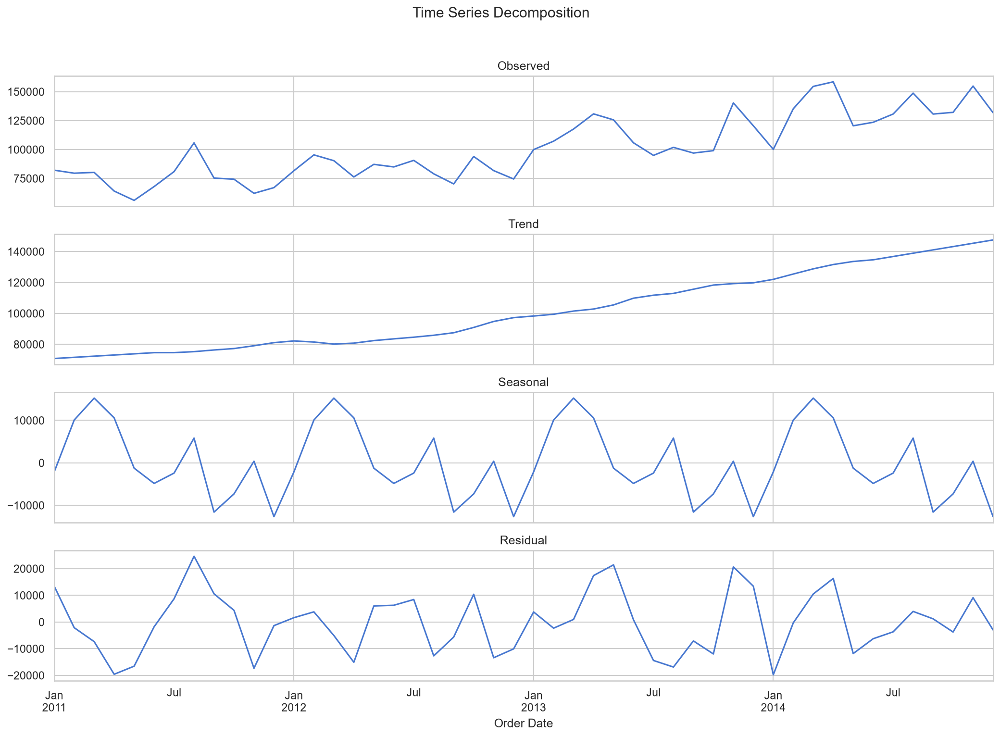 Time Series Decomposition
Observed
150000
125000
100000
75000
Trend
140000
120000
100000
80000
Seasonal
10000
0
−10000
Residual
20000
10000
0
−10000
−20000
Jan Jul Jan Jul Jan Jul Jan Jul
2011 2012 2013 2014
Order Date